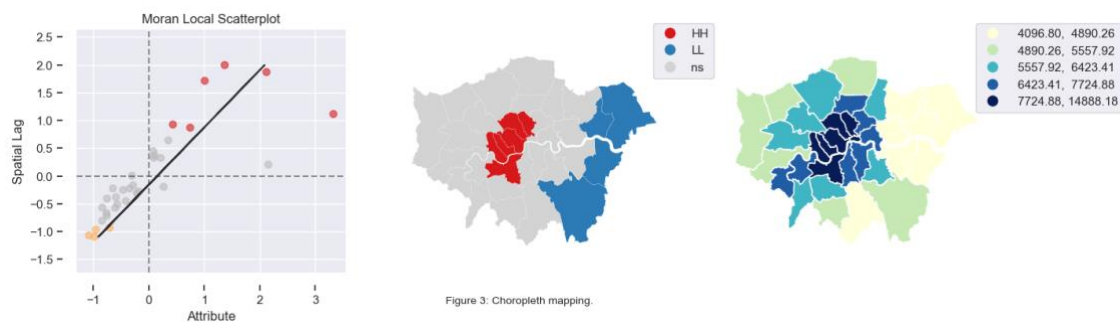 Moran Local Scatterplot
2.5
2.0
1.5
1.0
0.5
0.0
−0.5
−1.0
−1.5
Spatial Lag
−1 0 1 2 3
Attribute
HH
LL
ns
4096.80, 4890.26
4890.26, 5557.92
5557.92, 6423.41
6423.41, 7724.88
7724.88, 14888.18
Figure 3: Choropleth mapping.